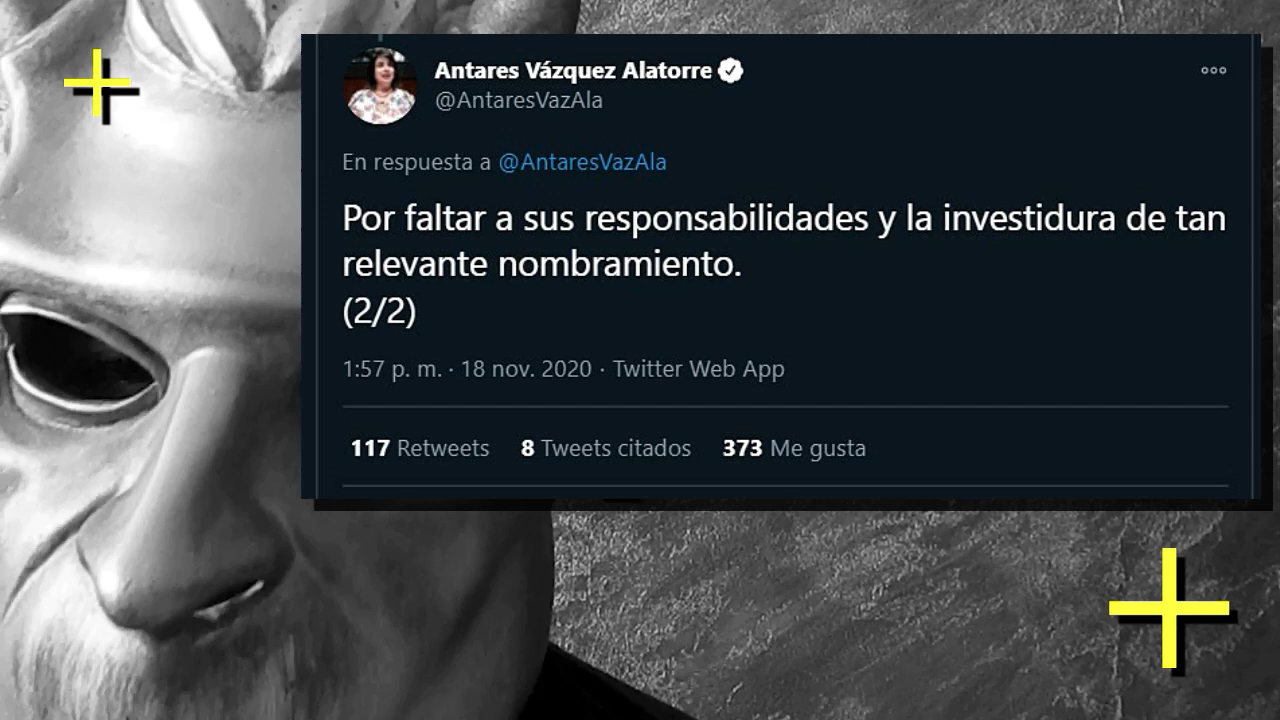 Antares Vázquez Alatorre
@AntaresVazAla
En respuesta a @AntaresVazAla
Por faltar a sus responsabilidades y la investidura de tan
relevante nombramiento.
(2/2)
1:57 p. m. · 18 nov. 2020 · Twitter Web App
117 Retweets 8 Tweets citados 373 Me gusta